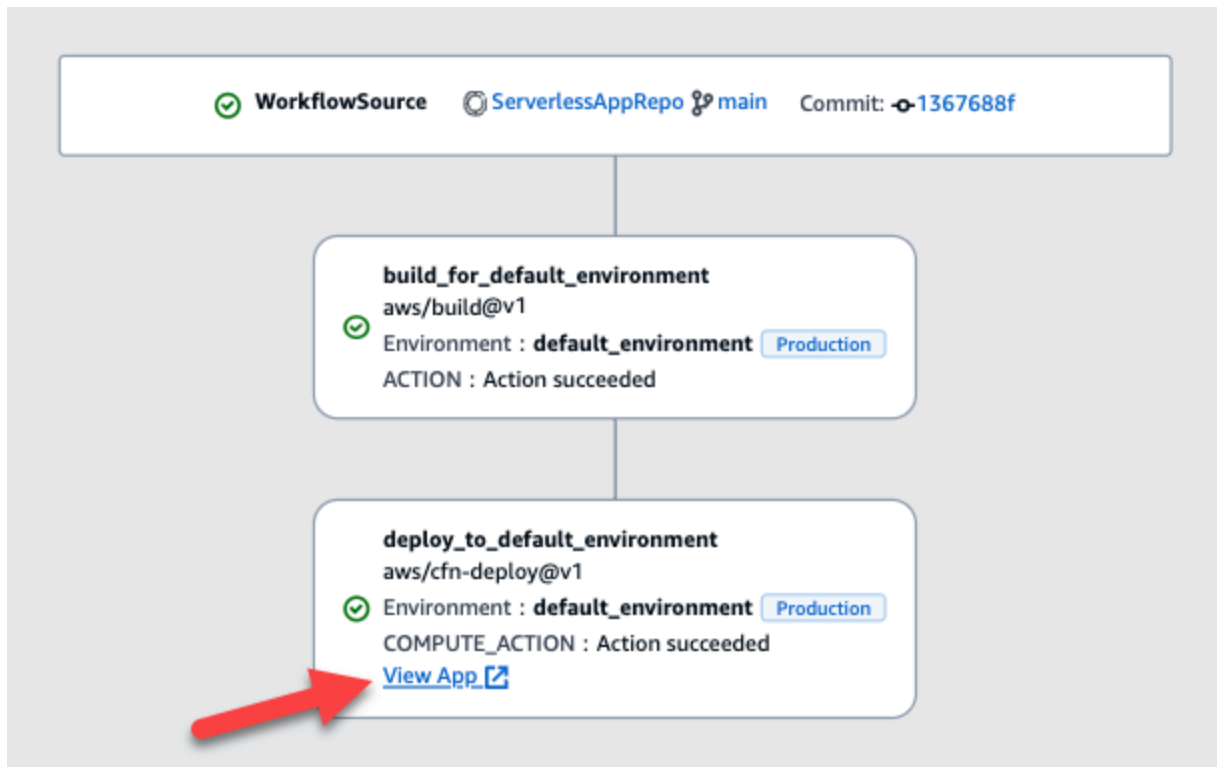 WorkflowSource ServerlessAppRepo main Commit: 1367688f
build_for_default_environment
aws/build@v1
Environment : default_environment Production
ACTION : Action succeeded
deploy_to_default_environment
aws/cfn-deploy@v1
Environment : default_environment Production
COMPUTE_ACTION : Action succeeded
View App